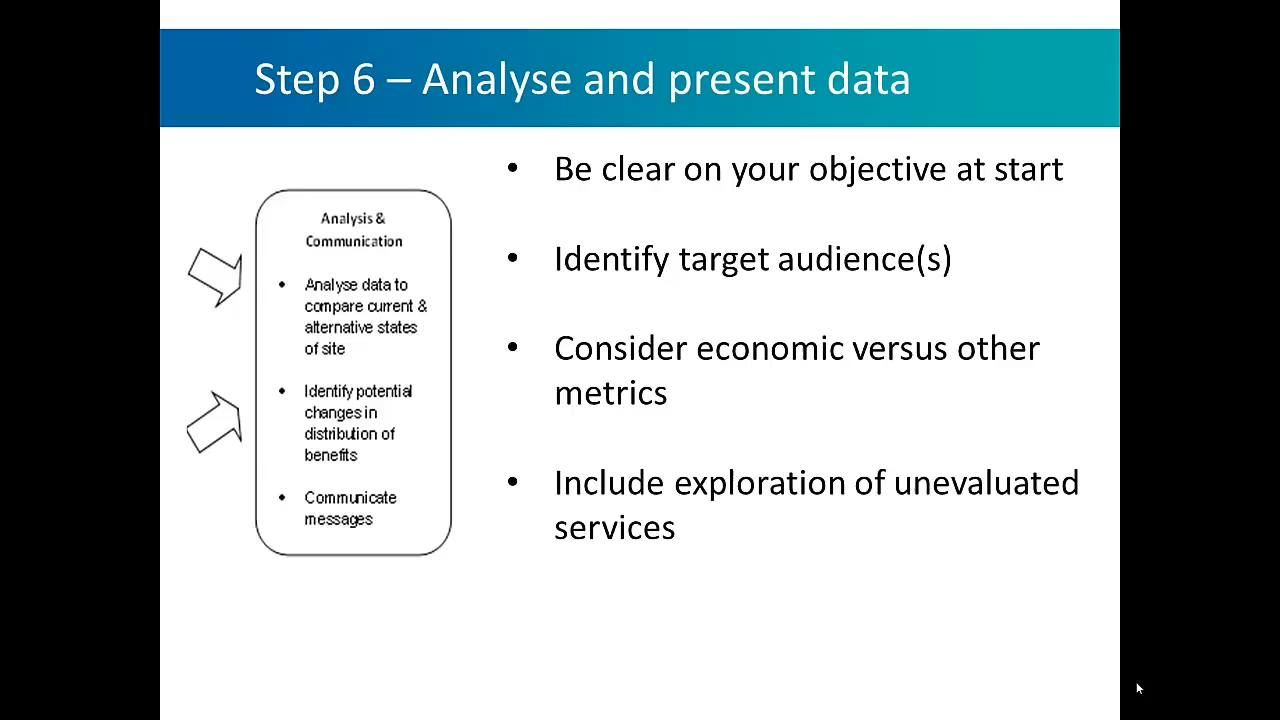 Step 6 – Analyse and present data
Analysis &
Communication
• Analyse data to
compare current &
alternative states
of site
• Identify potential
changes in
distribution of
benefits
• Communicate
messages
• Be clear on your objective at start
• Identify target audience(s)
• Consider economic versus other
metrics
• Include exploration of unevaluated
services